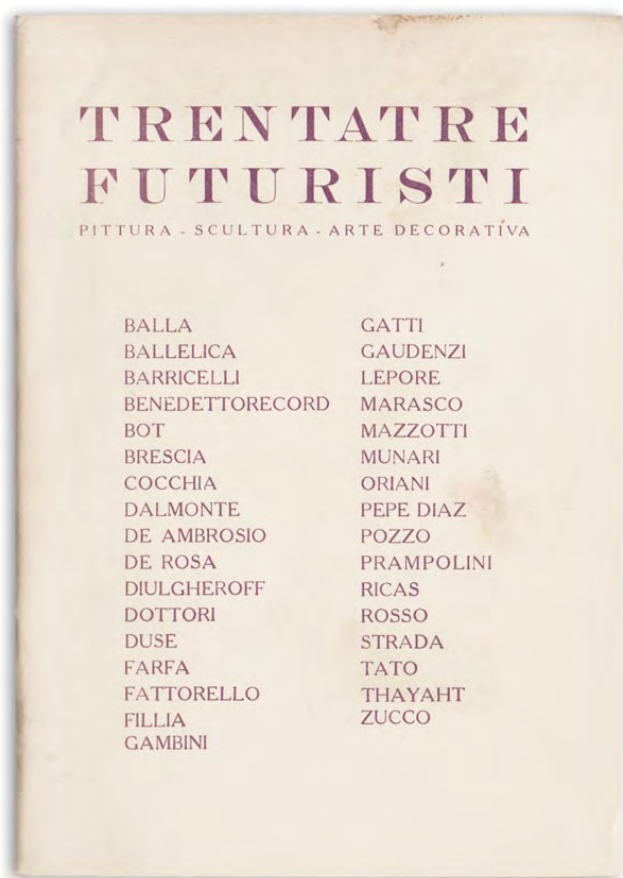 TRENTATRE
FUTURISTI
PITTURA - SCULTURA - ARTE DECORATIVA
BALLA
BALLELICA
BARRICELLI
BENEDETTORECORD
BOT
BRESCIA
COCCHIA
DALMONTE
DE AMBROSIO
DE ROSA
DIULGHEROFF
DOTTORI
DUSE
FARFA
FATTORELLO
FILLIA
GAMBINI
GATTI
GAUDENZI
LEPORE
MARASCO
MAZZOTTI
MUNARI
ORIANI
PEPE DIAZ
POZZO
PRAMPOLINI
RICAS
ROSSO
STRADA
TATO
THAYAHT
ZUCCO